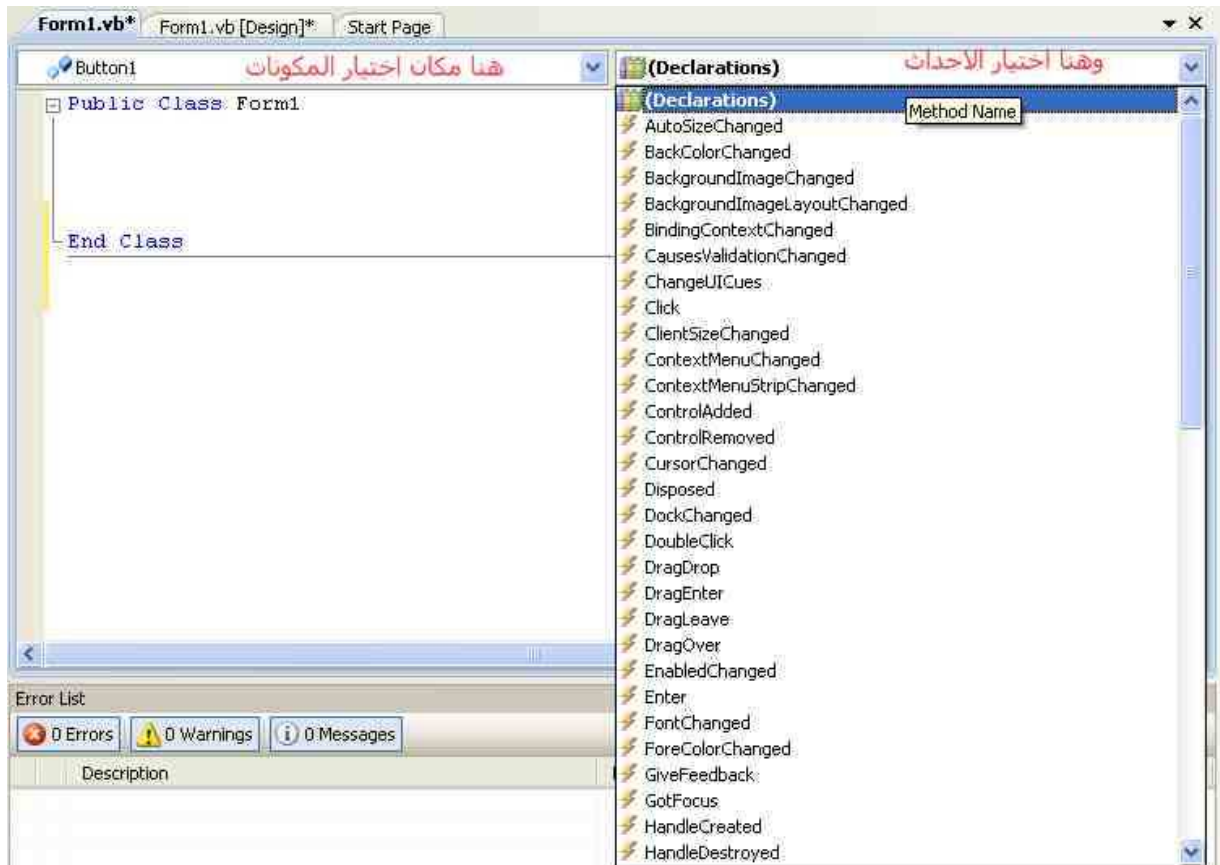 Form1.vb* Form1.vb [Design]* Start Page
Button1 هنا مكان اختيار المكونات (Declarations) وهنا اختيار الاحداث
Public Class Form1
End Class
(Declarations)
Method Name
AutoSizeChanged
BackColorChanged
BackgroundImageChanged
BackgroundImageLayoutChanged
BindingContextChanged
CausesValidationChanged
ChangeUICues
Click
ClientSizeChanged
ContextMenuChanged
ContextMenuStripChanged
ControlAdded
ControlRemoved
CursorChanged
Disposed
DockChanged
DoubleClick
DragDrop
DragEnter
DragLeave
DragOver
EnabledChanged
Enter
FontChanged
ForeColorChanged
GiveFeedback
GotFocus
HandleCreated
HandleDestroyed
Error List
0 Errors 0 Warnings 0 Messages
Description